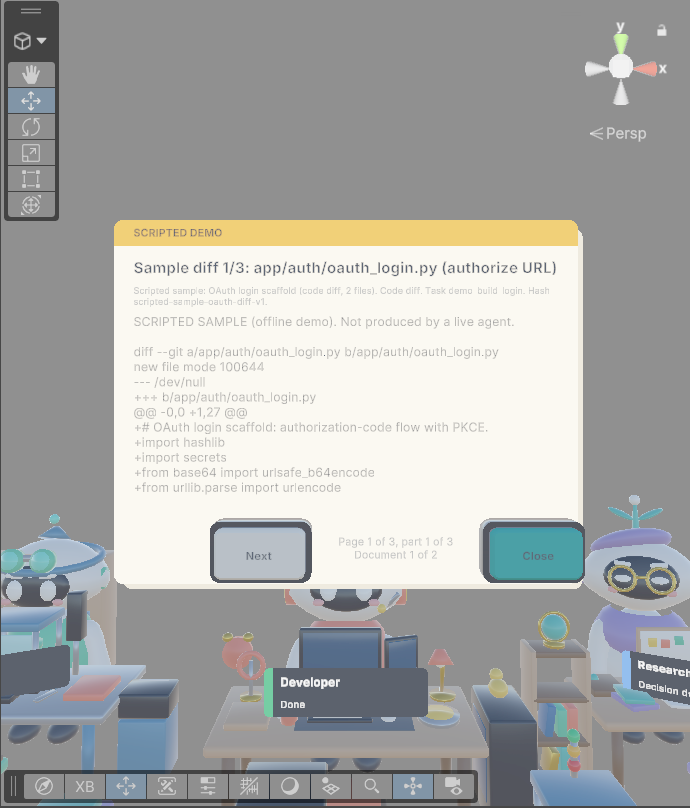 y
x
Persp
SCRIPTED DEMO
Sample diff 1/3: app/auth/oauth_login.py (authorize URL)
Scripted sample: OAuth login scaffold (code diff, 2 files). Code diff. Task demo_build_login. Hash
scripted-sample-oauth-diff-v1.
SCRIPTED SAMPLE (offline demo). Not produced by a live agent.
diff --git a/app/auth/oauth_login.py b/app/auth/oauth_login.py
new file mode 100644
--- /dev/null
+++ b/app/auth/oauth_login.py
@@ -0,0 +1,27 @@
+# OAuth login scaffold: authorization-code flow with PKCE.
+import hashlib
+import secrets
+from base64 import urlsafe_b64encode
+from urllib.parse import urlencode
Next
Page 1 of 3, part 1 of 3
Document 1 of 2
Close
Developer
Done
Research
Decision
XB